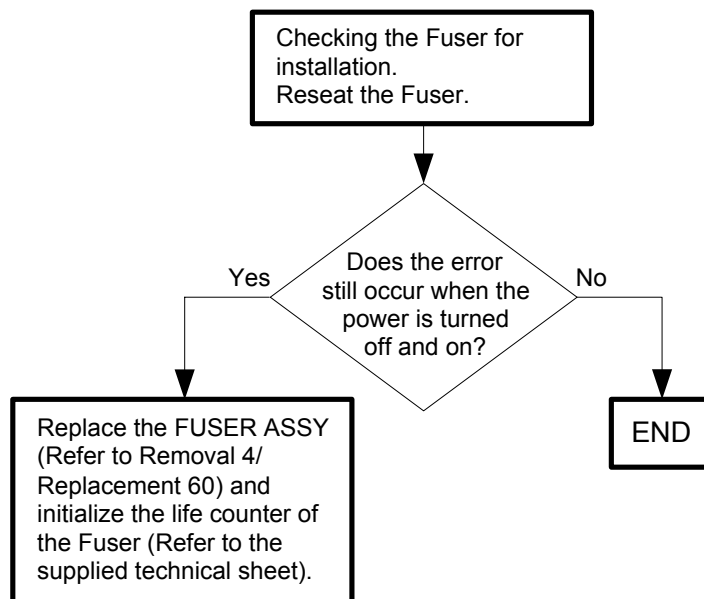 Checking the Fuser for
installation.
Reseat the Fuser.
Does the error
still occur when the
power is turned
off and on?
Yes
No
Replace the FUSER ASSY
(Refer to Removal 4/
Replacement 60) and
initialize the life counter of
the Fuser (Refer to the
supplied technical sheet).
END